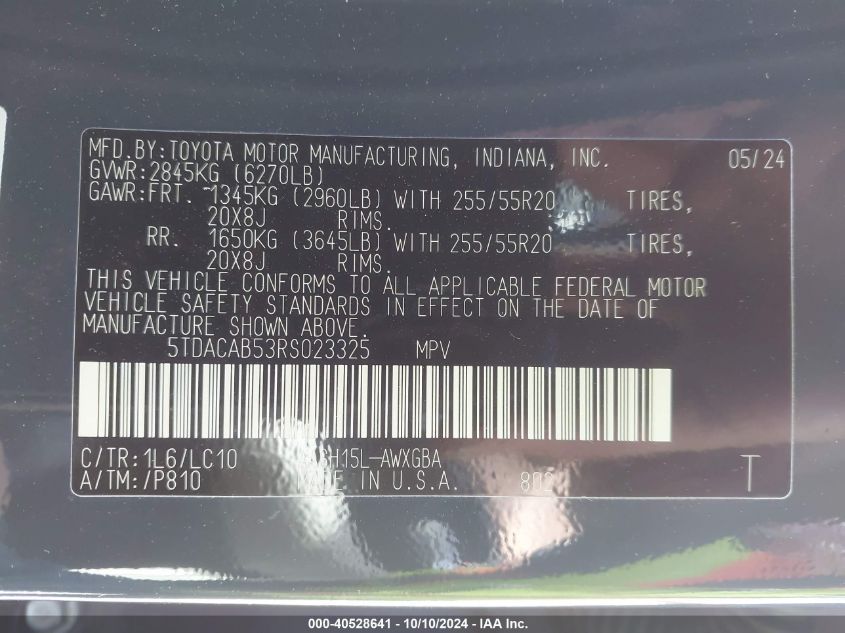 MFD.BY:TOYOTA MOTOR MANUFACTURING, INDIANA, INC. 05/24
GVWR:2845KG (6270LB)
GAWR:FRT. 1345KG (2960LB) WITH 255/55R20 TIRES,
20X8J RIMS.
RR. 1650KG (3645LB) WITH 255/55R20 TIRES,
20X8J RIMS.
THIS VEHICLE CONFORMS TO ALL APPLICABLE FEDERAL MOTOR
VEHICLE SAFETY STANDARDS IN EFFECT ON THE DATE OF
MANUFACTURE SHOWN ABOVE.
5TDACAB53RS023325 MPV
C/TR:1L6/LC10
A/TM:/P810 IN U.S.A. T
000-40528641 - 10/10/2024 - IAA Inc.